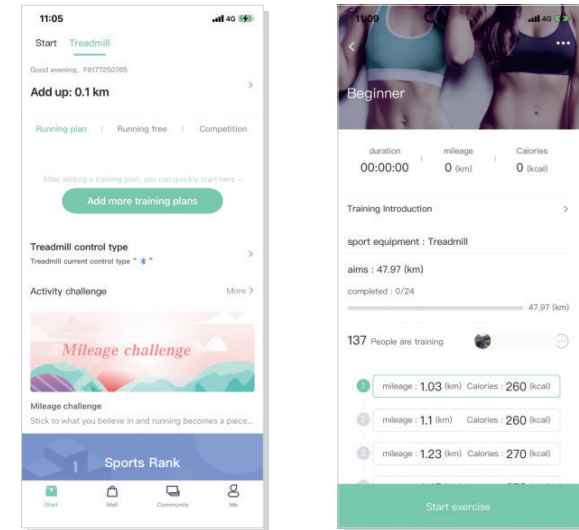 11:05
4G
Start Treadmill
Good evening, F9177250765
Add up: 0.1 km
Running plan Running free Competition
After adding a training plan, you can quickly start here ~
Add more training plans
Treadmill control type
Treadmill current control type " "
Activity challenge More
Mileage challenge
Mileage challenge
Stick to what you believe in and running becomes a piece...
1
Sports Rank
Start Mall Community Me
11:09
4G
Beginner
duration mileage Calories
00:00:00 0 (km) 0 (kcal)
Training Introduction
sport equipment : Treadmill
aims : 47.97 (km)
completed : 0/24
47.97 (km)
137 People are training
1 mileage : 1.03 (km) Calories : 260 (kcal)
2 mileage : 1.1 (km) Calories : 260 (kcal)
3 mileage : 1.23 (km) Calories : 270 (kcal)
Start exercise